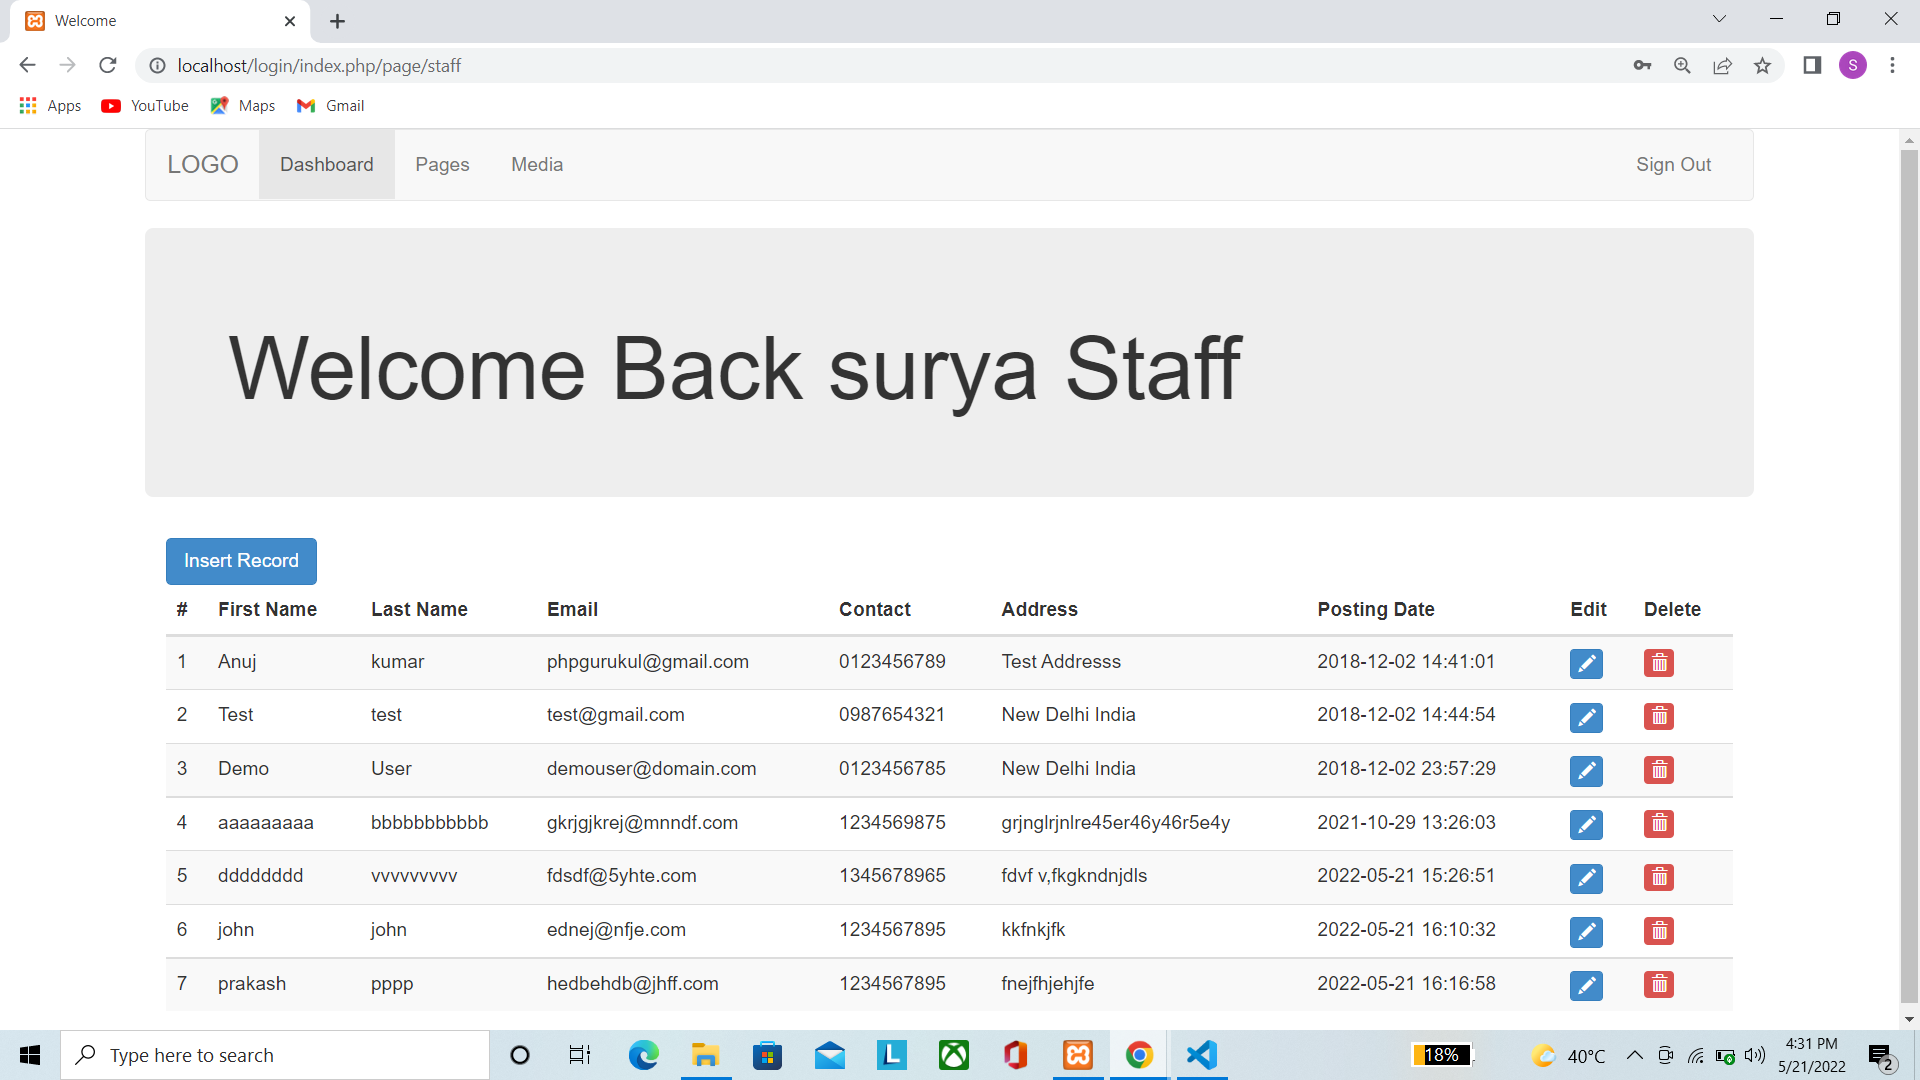 Welcome
localhost/login/index.php/page/staff
S
Apps YouTube Maps Gmail
LOGO Dashboard Pages Media Sign Out
Welcome Back surya Staff
Insert Record
# First Name Last Name Email Contact Address Posting Date Edit Delete
1 Anuj kumar phpgurukul@gmail.com 0123456789 Test Addresss 2018-12-02 14:41:01
2 Test test test@gmail.com 0987654321 New Delhi India 2018-12-02 14:44:54
3 Demo User demouser@domain.com 0123456785 New Delhi India 2018-12-02 23:57:29
4 aaaaaaaaa bbbbbbbbbbb gkrjgjkrej@mnndf.com 1234569875 grjnglrjnlre45er46y46r5e4y 2021-10-29 13:26:03
5 dddddddd vvvvvvvvv fdsdf@5yhte.com 1345678965 fdvf v,fkgkndnjdls 2022-05-21 15:26:51
6 john john ednej@nfje.com 1234567895 kkfnkjfk 2022-05-21 16:10:32
7 prakash pppp hedbehdb@jhff.com 1234567895 fnejfhjehjfe 2022-05-21 16:16:58
Type here to search
L
18%
40°C
4:31 PM
5/21/2022
2